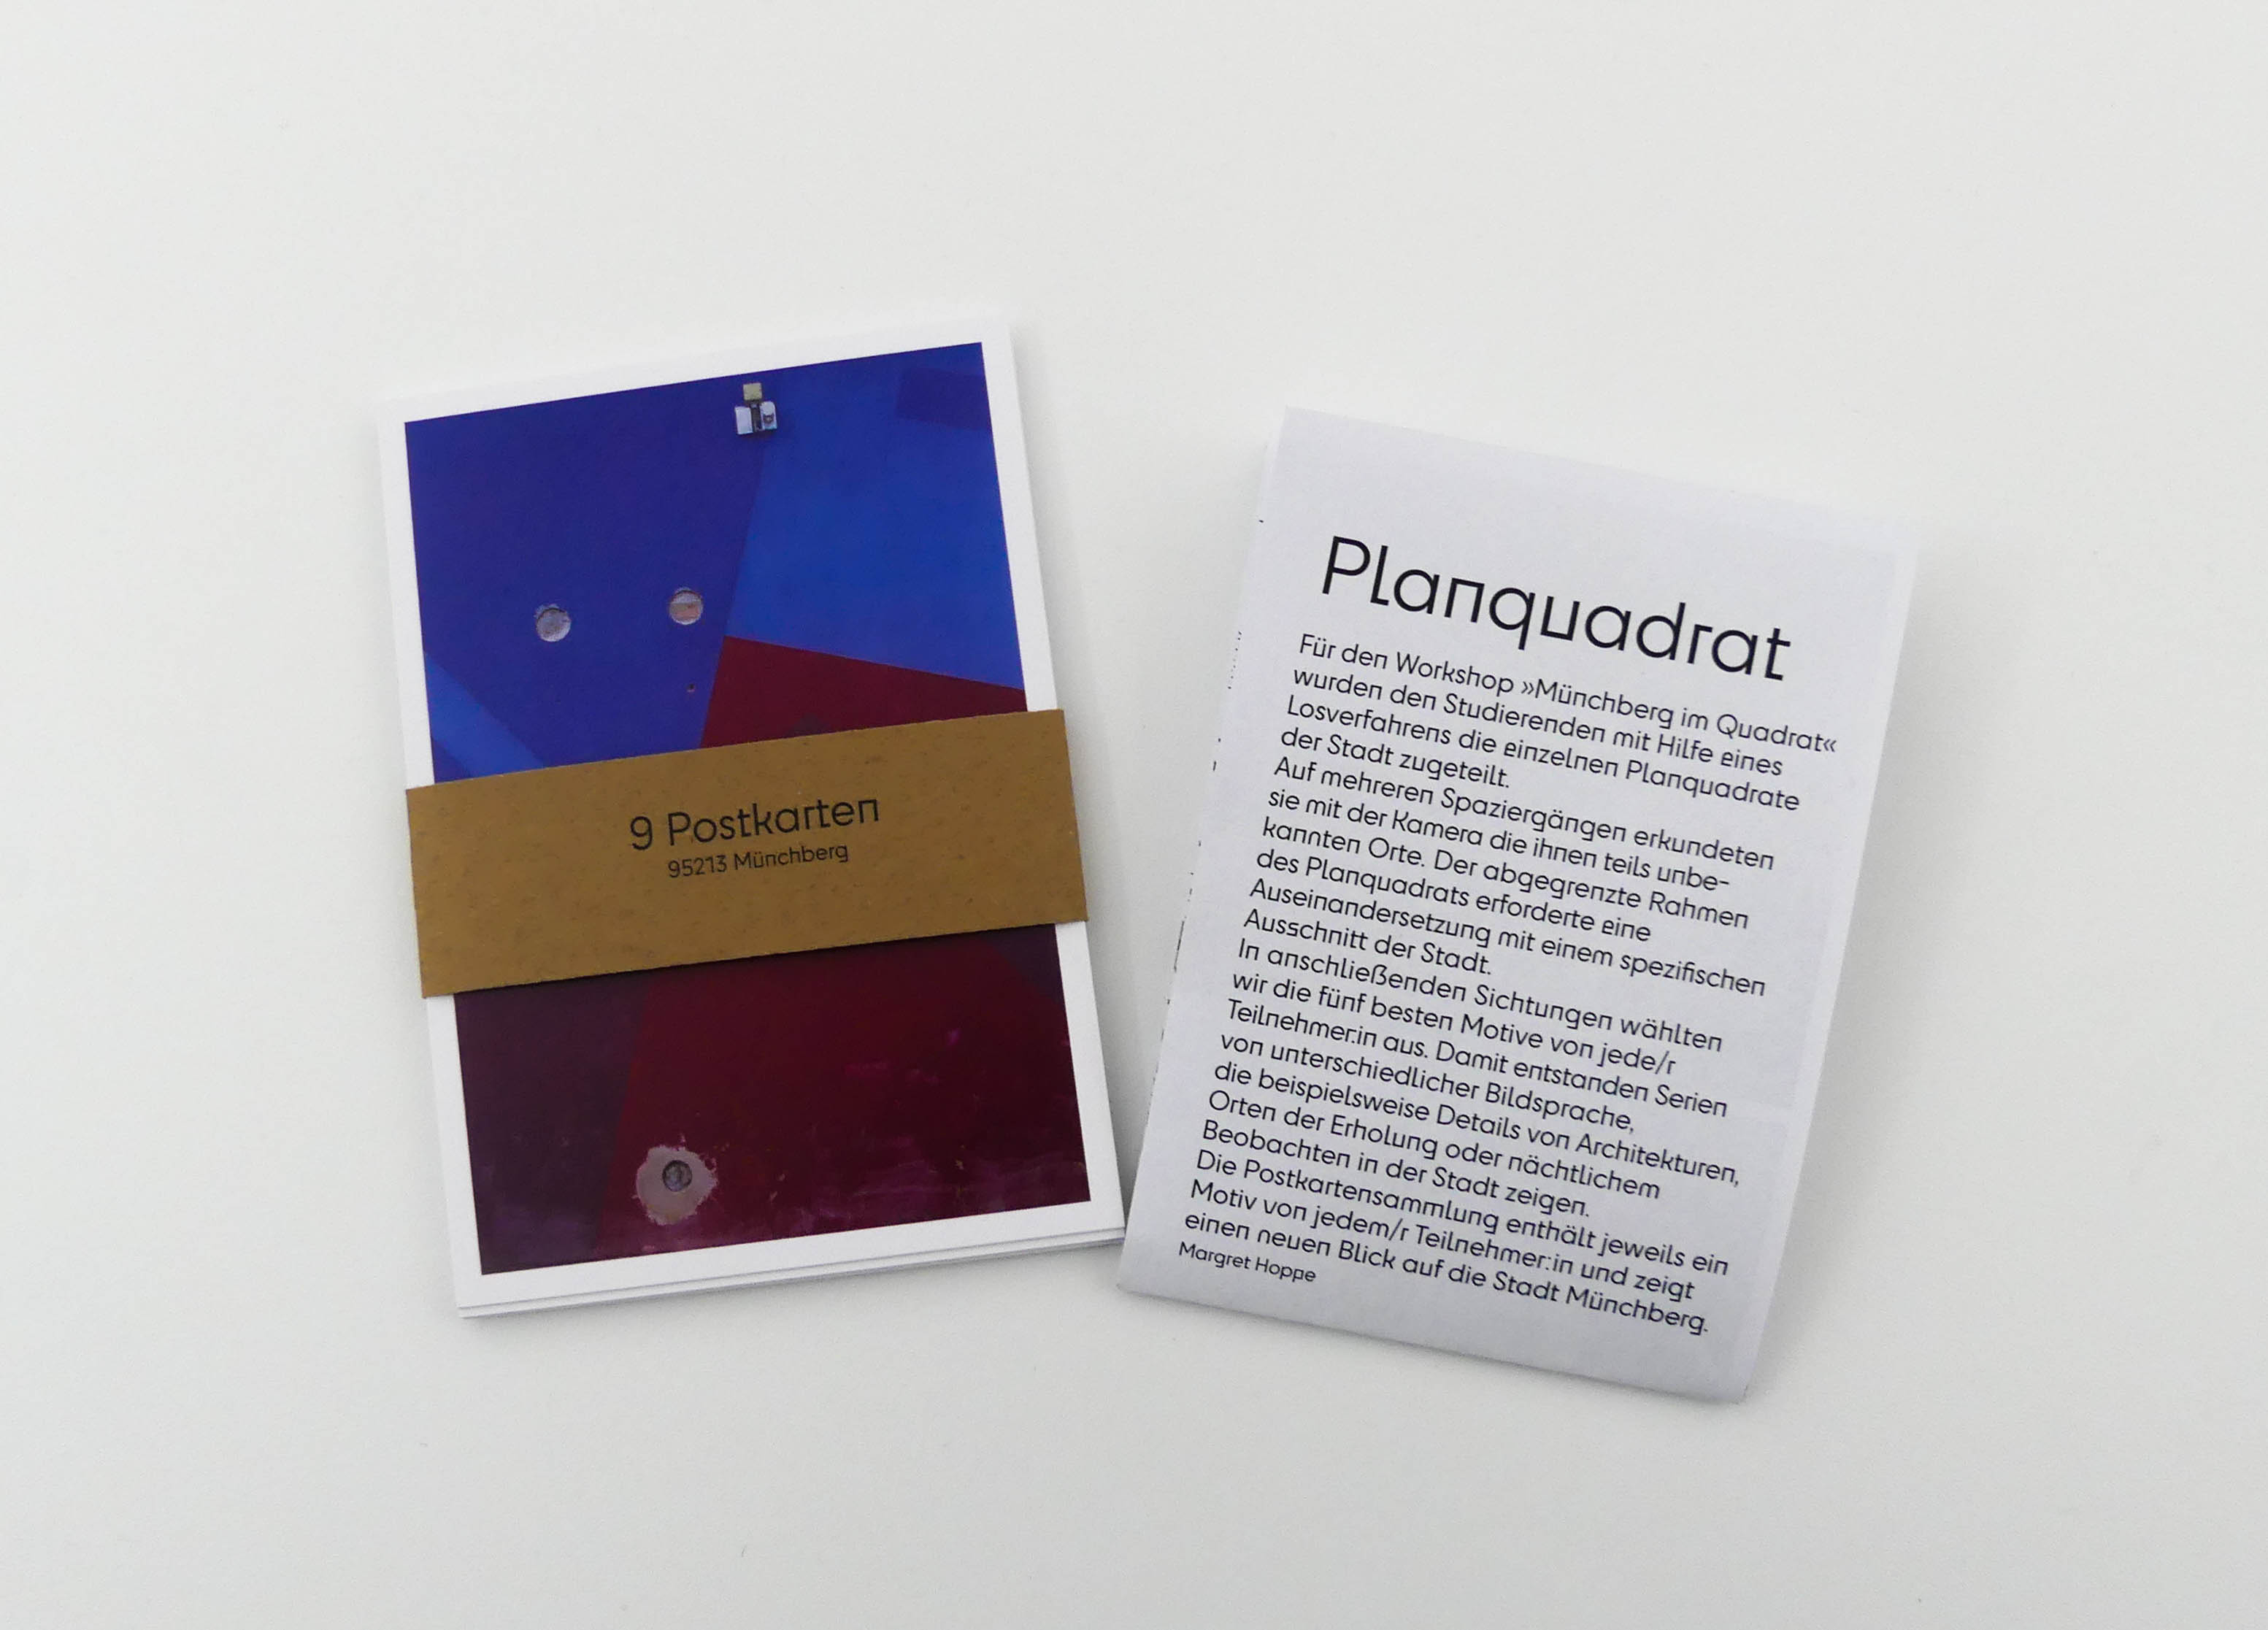 9 Postkarten
95213 Münchberg
Planquadrat
Für den Workshop »Münchberg im Quadrat«
wurden den Studierenden mit Hilfe eines
Losverfahrens die einzelnen Planquadrate
der Stadt zugeteilt.
Auf mehreren Spaziergängen erkundeten
sie mit der Kamera die ihnen teils unbe-
kannten Orte. Der abgegrenzte Rahmen
des Planquadrats erforderte eine
Auseinandersetzung mit einem spezifischen
Ausschnitt der Stadt.
In anschließenden Sichtungen wählten
wir die fünf besten Motive von jede/r
Teilnehmer:in aus. Damit entstanden Serien
von unterschiedlicher Bildsprache,
die beispielsweise Details von Architekturen,
Orten der Erholung oder nächtlichem
Beobachten in der Stadt zeigen.
Die Postkartensammlung enthält jeweils ein
Motiv von jedem/r Teilnehmer:in und zeigt
einen neuen Blick auf die Stadt Münchberg.
Margret Hoppe